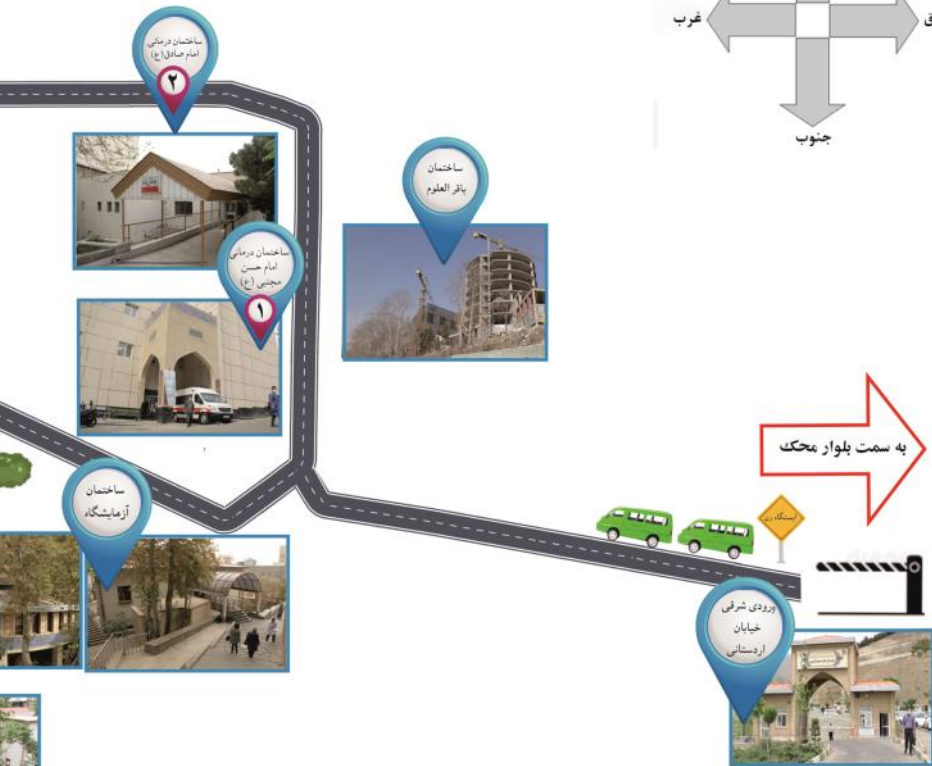 غرب
جنوب
ساختمان درمانی
امام صادق(ع)
۲
ساختمان
باقر العلوم
ساختمان درمانی
امام حسن
مجتبی (ع)
۱
به سمت بلوار محک
ایستگاه ون
ساختمان
آزمایشگاه
ورودی شرقی
خیابان
اردستانی